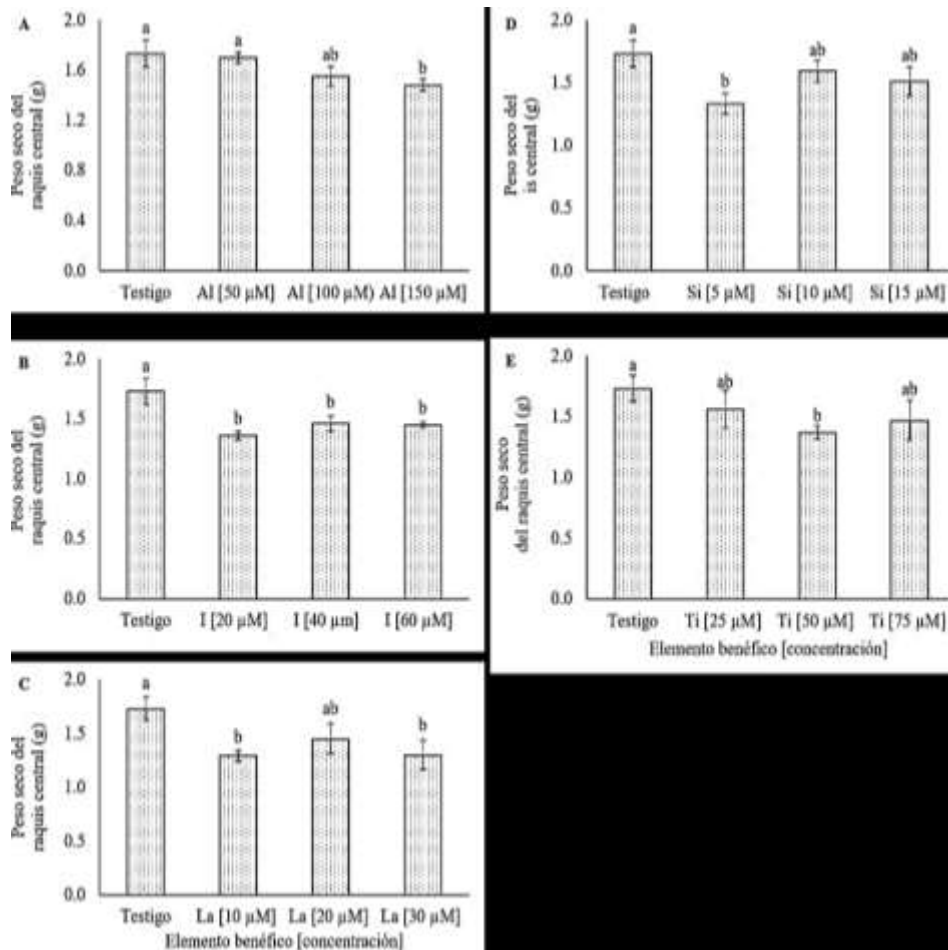 A
Peso seco del
raquis central (g)
2.0
1.6
1.2
0.8
0.4
0.0
a
a
ab
b
Testigo
Al [50 µM]
Al [100 µM)
Al [150 µM]
B
Peso seco del
raquis central (g)
2.0
1.5
1.0
0.5
0.0
a
b
b
b
Testigo
I [20 µM]
I [40 µm]
I [60 µM]
C
Peso seco del
raquis central (g)
2.0
1.5
1.0
0.5
0.0
a
b
ab
b
Testigo
La [10 µM]
La [20 µM]
La [30 µM]
Elemento benéfico [concentración]
D
Peso seco del
is central (g)
2.0
1.5
1.0
0.5
0.0
a
b
ab
ab
Testigo
Si [5 µM]
Si [10 µM]
Si [15 µM]
E
Peso seco
del raquis central (g)
2.0
1.5
1.0
0.5
0.0
a
ab
b
ab
Testigo
Ti [25 µM]
Ti [50 µM]
Ti [75 µM]
Elemento benéfico [concentración]